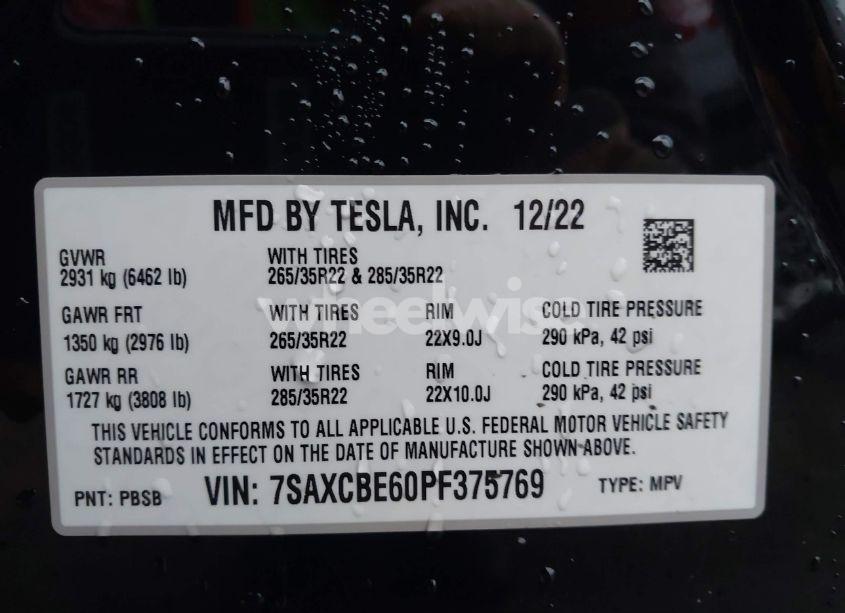 MFD BY TESLA, INC. 12/22
GVWR WITH TIRES
2931 kg (6462 lb) 265/35R22 & 285/35R22
GAWR FRT WITH TIRES RIM COLD TIRE PRESSURE
1350 kg (2976 lb) 265/35R22 22X9.0J 290 kPa, 42 psi
GAWR RR WITH TIRES RIM COLD TIRE PRESSURE
1727 kg (3808 lb) 285/35R22 22X10.0J 290 kPa, 42 psi
THIS VEHICLE CONFORMS TO ALL APPLICABLE U.S. FEDERAL MOTOR VEHICLE SAFETY
STANDARDS IN EFFECT ON THE DATE OF MANUFACTURE SHOWN ABOVE.
PNT: PBSB VIN: 7SAXCBE60PF375769 TYPE: MPV
wheelwise